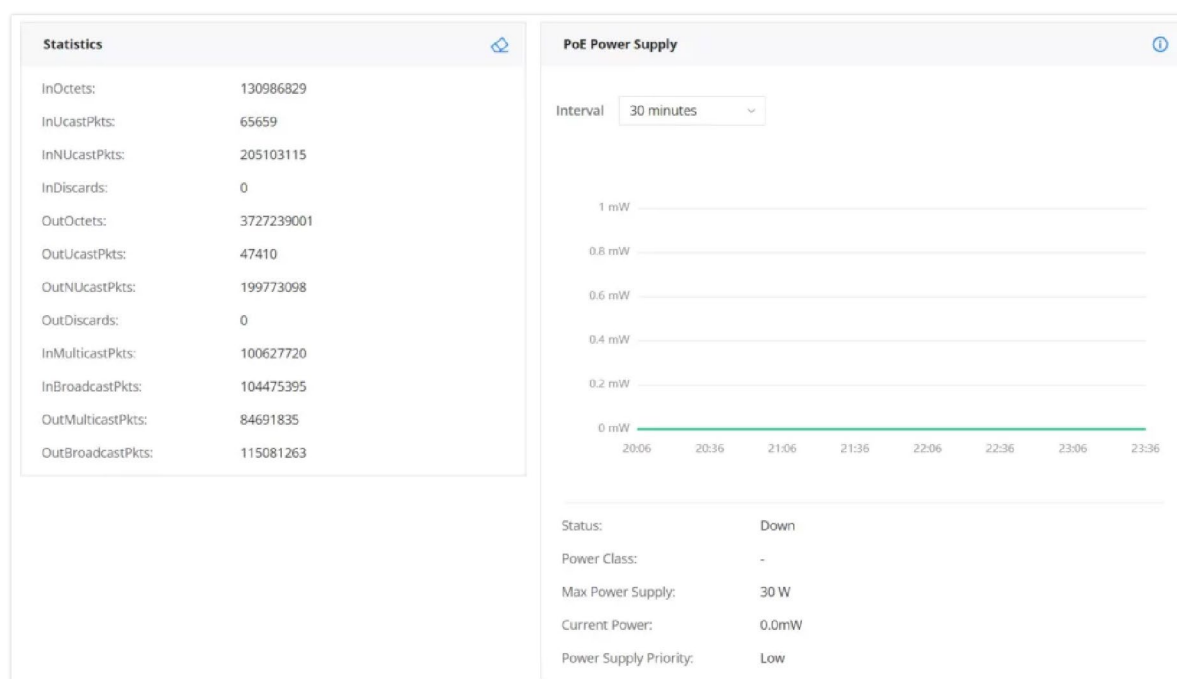 Statistics
InOctets: 130986829
InUcastPkts: 65659
InNUcastPkts: 205103115
InDiscards: 0
OutOctets: 3727239001
OutUcastPkts: 47410
OutNUcastPkts: 199773098
OutDiscards: 0
InMulticastPkts: 100627720
InBroadcastPkts: 104475395
OutMulticastPkts: 84691835
OutBroadcastPkts: 115081263
PoE Power Supply
Interval 30 minutes
1 mW
0.8 mW
0.6 mW
0.4 mW
0.2 mW
0 mW
20:06 20:36 21:06 21:36 22:06 22:36 23:06 23:36
Status: Down
Power Class: -
Max Power Supply: 30 W
Current Power: 0.0mW
Power Supply Priority: Low